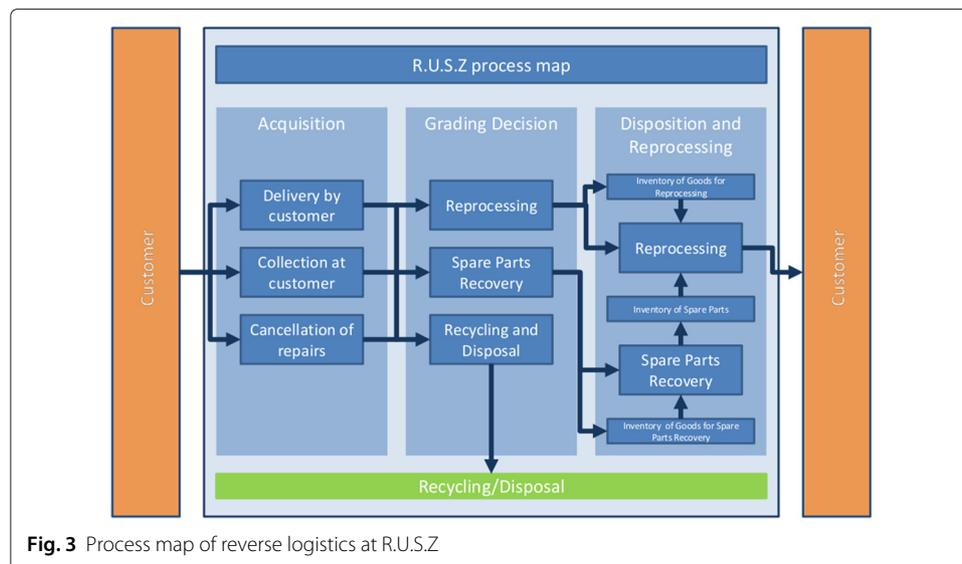 R.U.S.Z process map
Customer
Acquisition
Delivery by
customer
Collection at
customer
Cancellation of
repairs
Grading Decision
Reprocessing
Spare Parts
Recovery
Recycling and
Disposal
Disposition and
Reprocessing
Inventory of Goods for
Reprocessing
Reprocessing
Inventory of Spare Parts
Spare Parts
Recovery
Inventory of Goods for Spare
Parts Recovery
Customer
Recycling/Disposal
Fig. 3 Process map of reverse logistics at R.U.S.Z